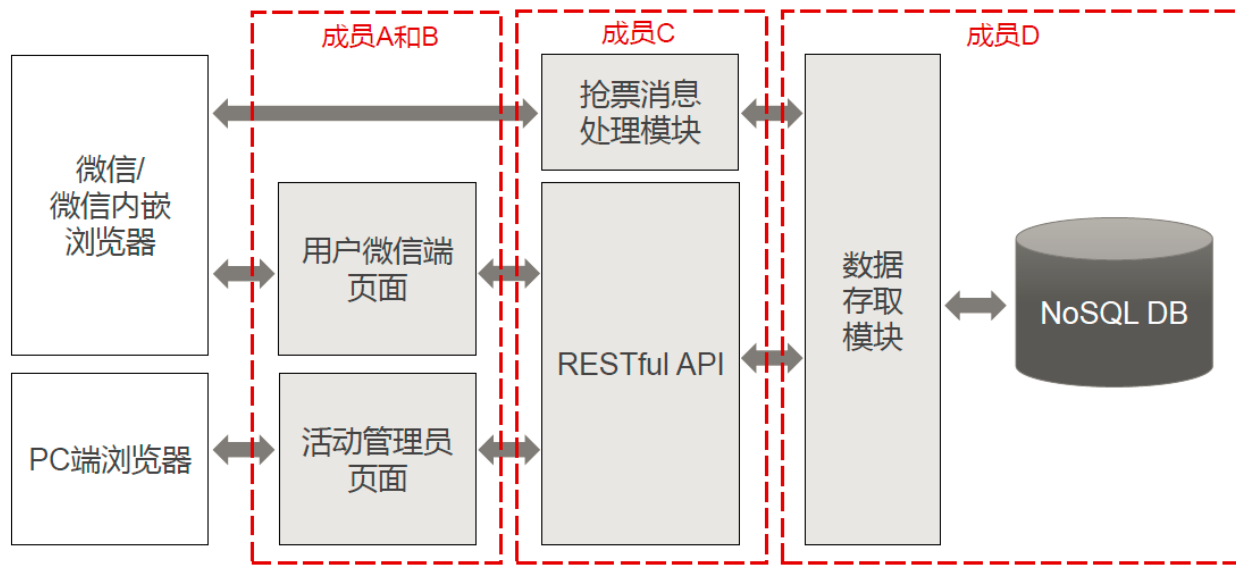 成员A和B
成员C
成员D
微信/
微信内嵌
浏览器
抢票消息
处理模块
用户微信端
页面
RESTful API
数据
存取
模块
NoSQL DB
PC端浏览器
活动管理员
页面